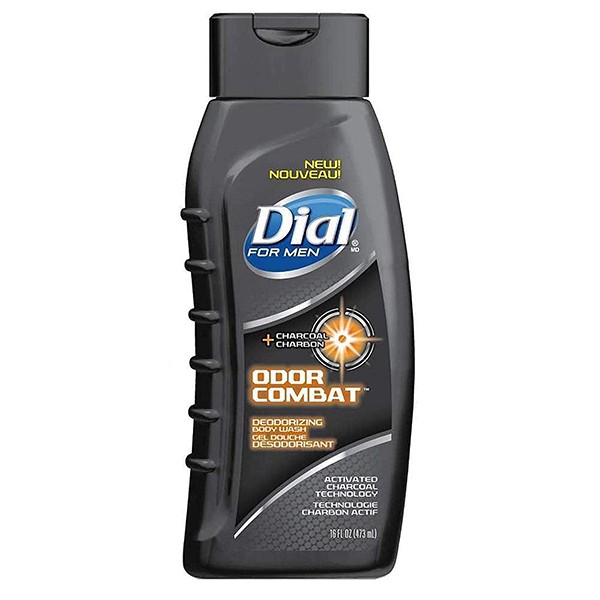 NEW!
NOUVEAU!
Dial
®
MD
FOR MEN
+ CHARCOAL
CHARBON
ODOR
COMBAT™
DEODORIZING
BODY WASH
GEL DOUCHE
DÉSODORISANT
ACTIVATED
CHARCOAL
TECHNOLOGY
TECHNOLOGIE
CHARBON ACTIF
16 FL OZ (473 mL)